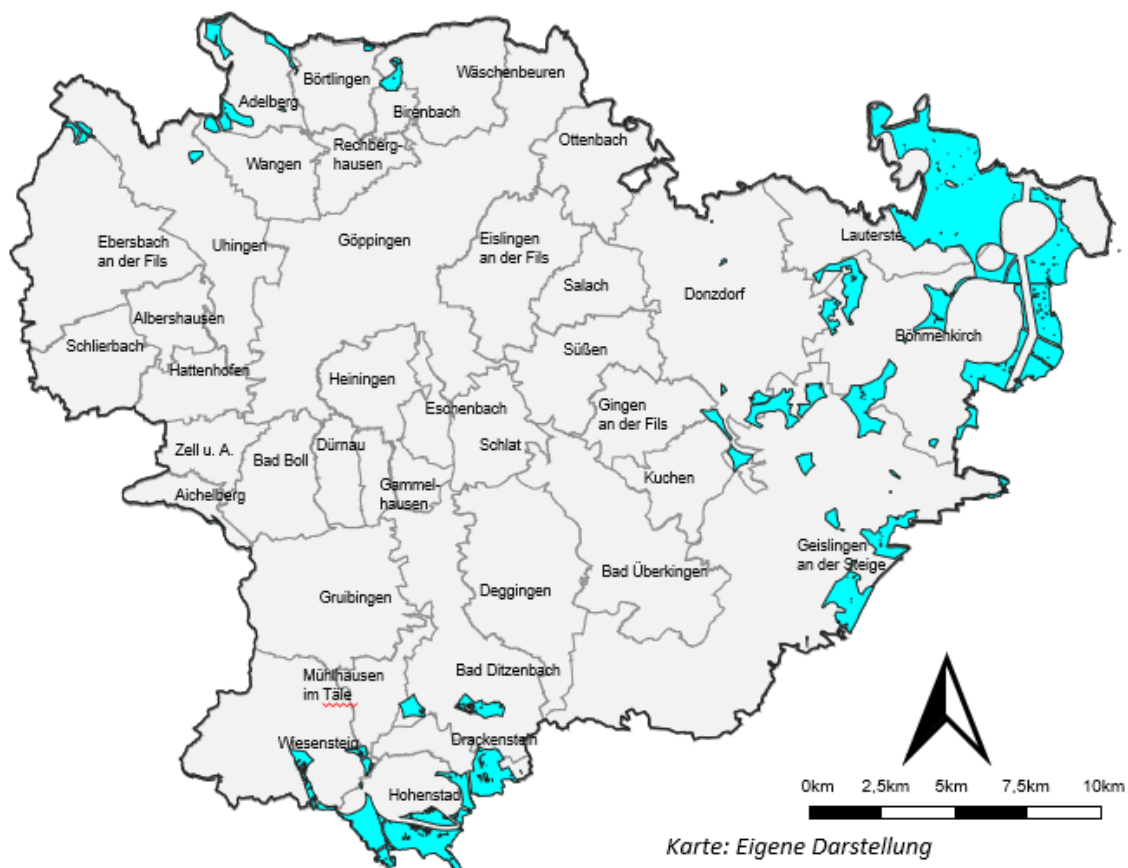 Wäschenbeuren
Börtlingen
Adelberg
Birenbach
Ottenbach
Rechberg-
hausen
Wangen
Lauterste
Ebersbach
an der Fils
Uhingen
Göppingen
Eislingen
an der Fils
Salach
Donzdorf
Albershausen
Schlierbach
Süßen
Böhmenkirch
Hattenhofen
Heiningen
Eschenbach
Gingen
an der Fils
Zell u. A.
Bad Boll
Dürnau
Schlat
Kuchen
Aichelberg
Gammel-
hausen
Geislingen
an der Steige
Gruibingen
Deggingen
Bad Überkingen
Mühlhausen
im Täle
Bad Ditzenbach
Wiesensteig
Drackenstein
Hohenstad
0km 2,5km 5km 7,5km 10km
Karte: Eigene Darstellung